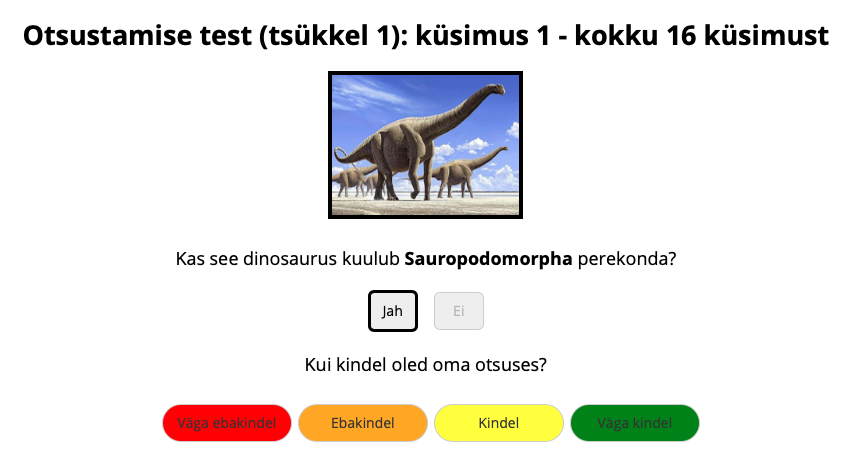 Otsustamise test (tsükkel 1): küsimus 1 - kokku 16 küsimust
Kas see dinosaurus kuulub Sauropodomorpha perekonda?
Jah Ei
Kui kindel oled oma otsuses?
Väga ebakindel Ebakindel Kindel Väga kindel